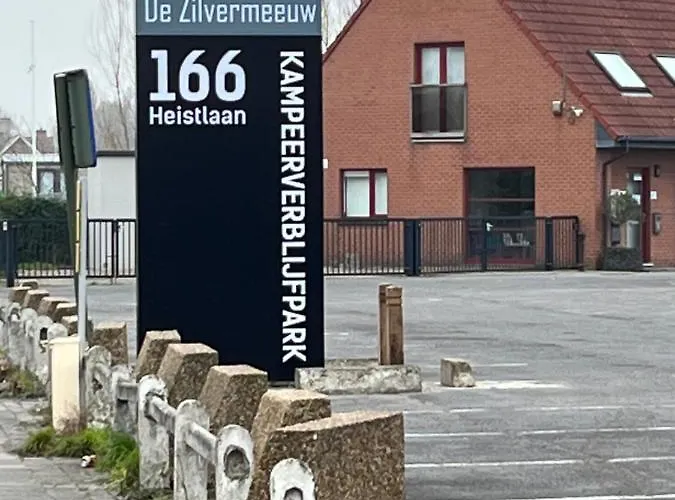 De Zilvermeeuw
166
Heistlaan
KAMPEERVERBLIJFPARK